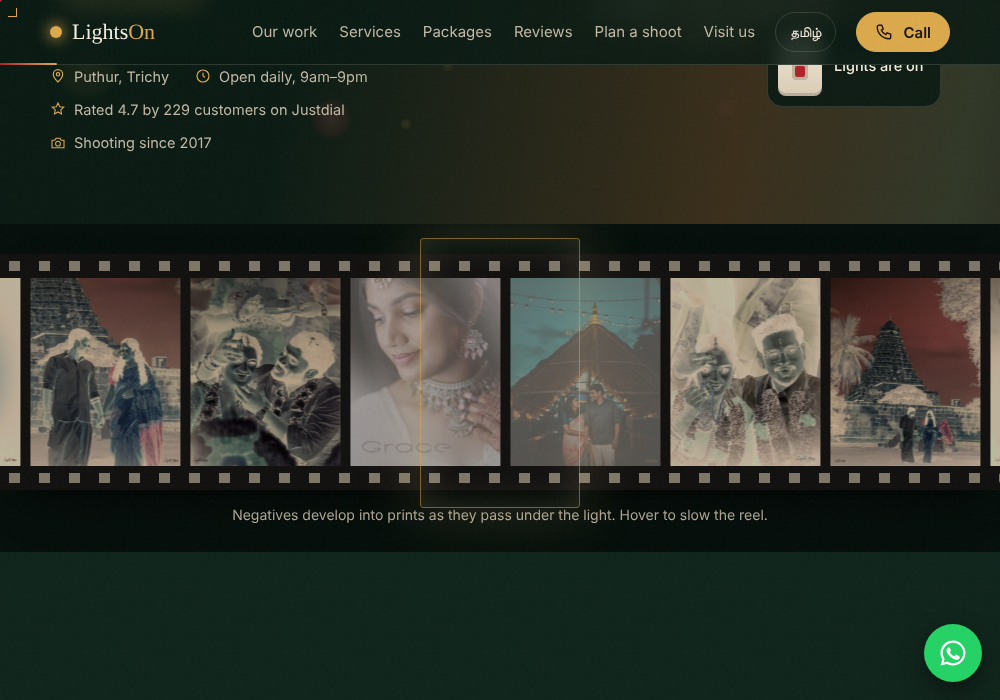 LightsOn
Our work
Services
Packages
Reviews
Plan a shoot
Visit us
தமிழ்
Call
Puthur, Trichy
Open daily, 9am–9pm
Lights are on
Rated 4.7 by 229 customers on Justdial
Shooting since 2017
Grace
Negatives develop into prints as they pass under the light. Hover to slow the reel.